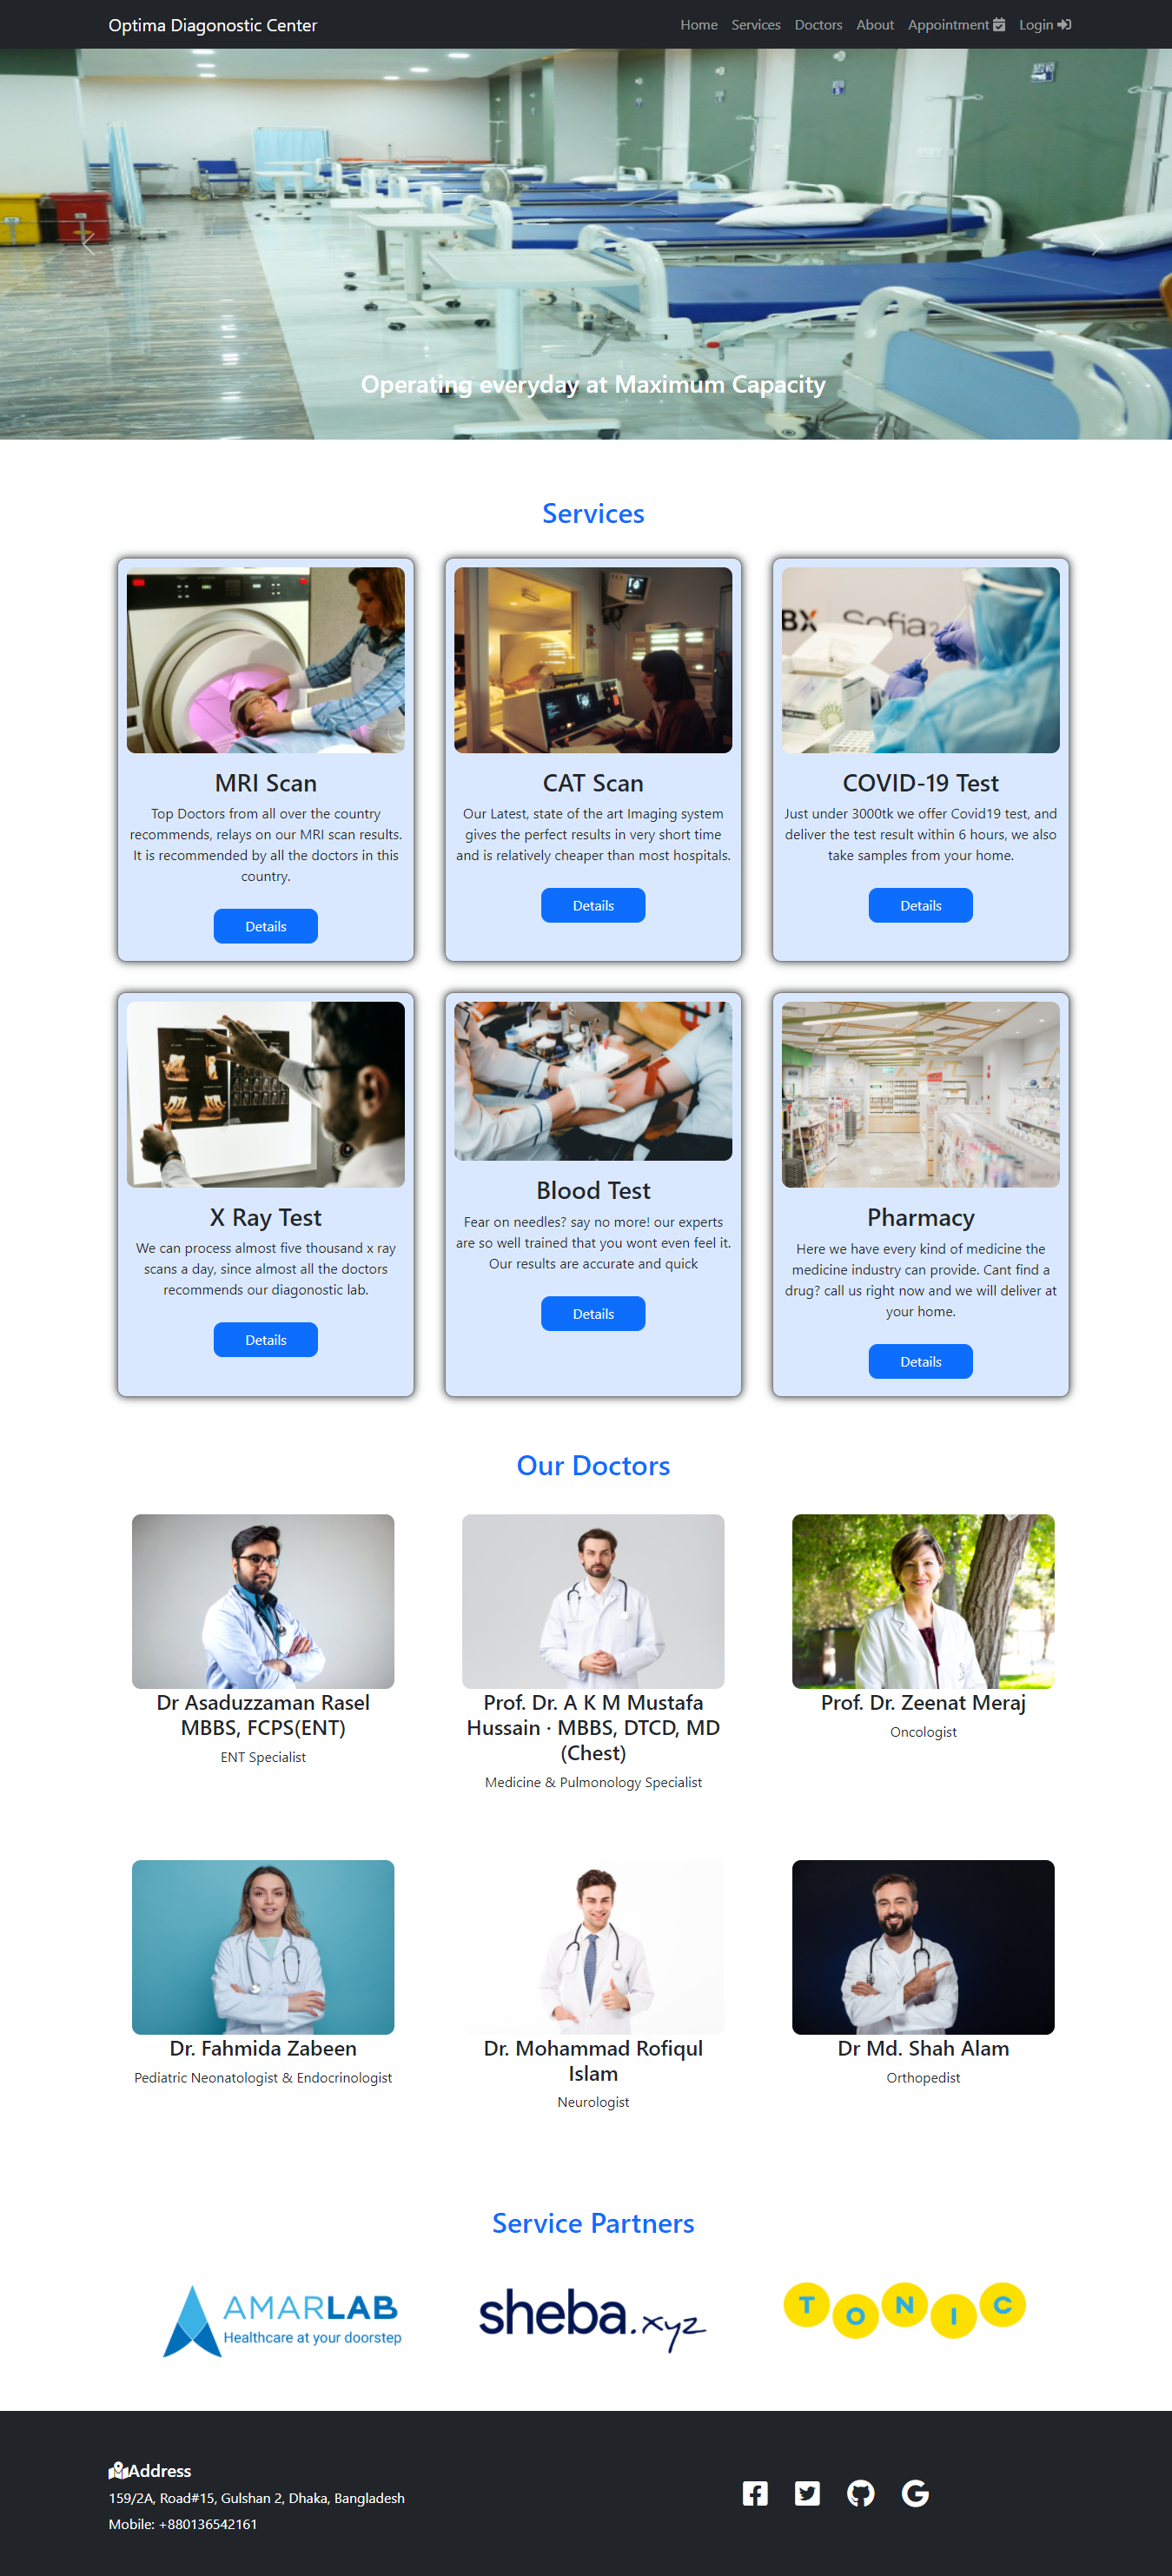 Optima Diagonostic Center
Home Services Doctors About Appointment Login
Operating everyday at Maximum Capacity
Services
BX Sofia2
MRI Scan
Top Doctors from all over the country
recommends, relays on our MRI scan results.
It is recommended by all the doctors in this
country.
Details
CAT Scan
Our Latest, state of the art Imaging system
gives the perfect results in very short time
and is relatively cheaper than most hospitals.
Details
COVID-19 Test
Just under 3000tk we offer Covid19 test, and
deliver the test result within 6 hours, we also
take samples from your home.
Details
X Ray Test
We can process almost five thousand x ray
scans a day, since almost all the doctors
recommends our diagonostic lab.
Details
Blood Test
Fear on needles? say no more! our experts
are so well trained that you wont even feel it.
Our results are accurate and quick
Details
Pharmacy
Here we have every kind of medicine the
medicine industry can provide. Cant find a
drug? call us right now and we will deliver at
your home.
Details
Our Doctors
Dr Asaduzzaman Rasel
MBBS, FCPS(ENT)
ENT Specialist
Prof. Dr. A K M Mustafa
Hussain · MBBS, DTCD, MD
(Chest)
Medicine & Pulmonology Specialist
Prof. Dr. Zeenat Meraj
Oncologist
Dr. Fahmida Zabeen
Pediatric Neonatologist & Endocrinologist
Dr. Mohammad Rofiqul
Islam
Neurologist
Dr Md. Shah Alam
Orthopedist
Service Partners
AMARLAB
Healthcare at your doorstep
sheba.xyz
TONIC
Address
159/2A, Road#15, Gulshan 2, Dhaka, Bangladesh
Mobile: +880136542161